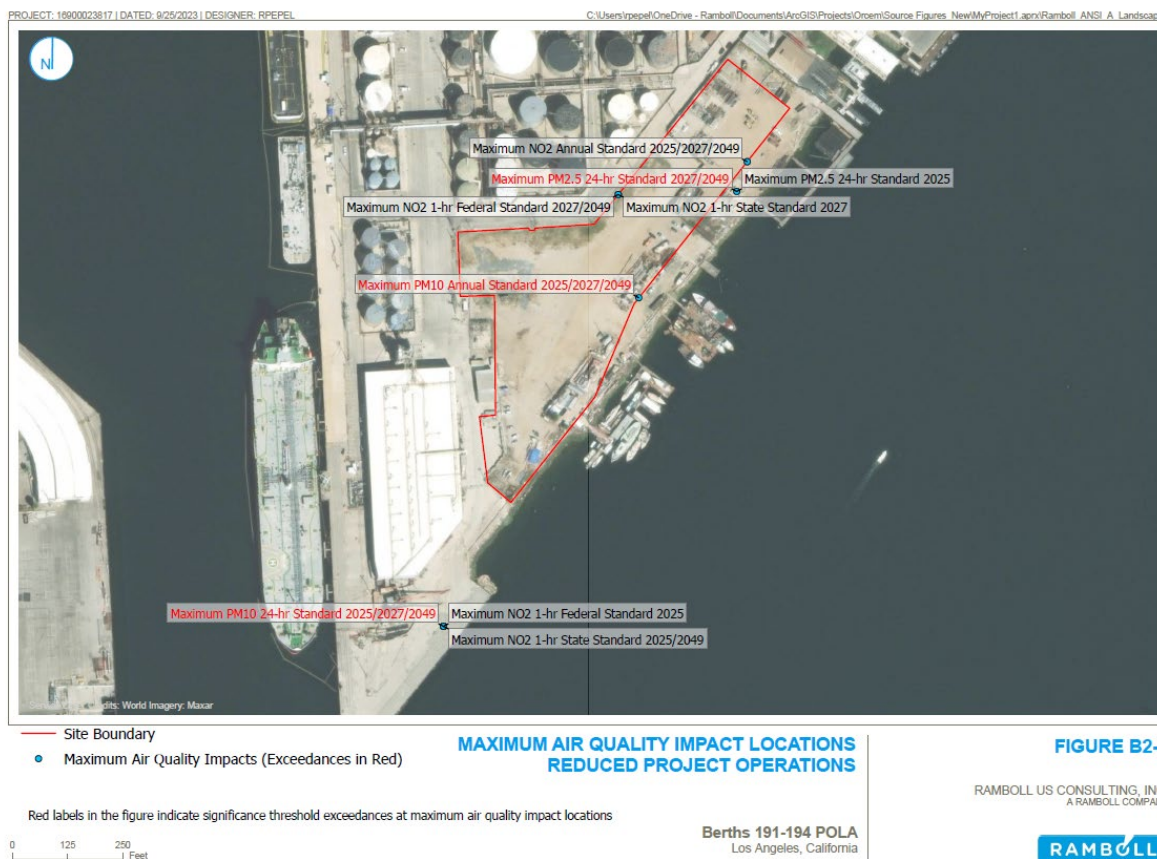 PROJECT: 16900023817 | DATED: 9/25/2023 | DESIGNER: RPEPEL
C:\Users\rpepel\OneDrive - Ramboll\Documents\ArcGIS\Projects\Orcem\Source Figures_New\MyProject1.aprx\Ramboll_ANSI_A_Landscap
N
Maximum NO2 Annual Standard 2025/2027/2049
Maximum PM2.5 24-hr Standard 2027/2049
Maximum PM2.5 24-hr Standard 2025
Maximum NO2 1-hr Federal Standard 2027/2049
Maximum NO2 1-hr State Standard 2027
Maximum PM10 Annual Standard 2025/2027/2049
Maximum PM10 24-hr Standard 2025/2027/2049
Maximum NO2 1-hr Federal Standard 2025
Maximum NO2 1-hr State Standard 2025/2049
World Imagery: Maxar
Site Boundary
Maximum Air Quality Impacts (Exceedances in Red)
Red labels in the figure indicate significance threshold exceedances at maximum air quality impact locations
0 125 250
Feet
MAXIMUM AIR QUALITY IMPACT LOCATIONS
REDUCED PROJECT OPERATIONS
Berths 191-194 POLA
Los Angeles, California
FIGURE B2-
RAMBOLL US CONSULTING, IN
A RAMBOLL COMPA
RAMBOLL